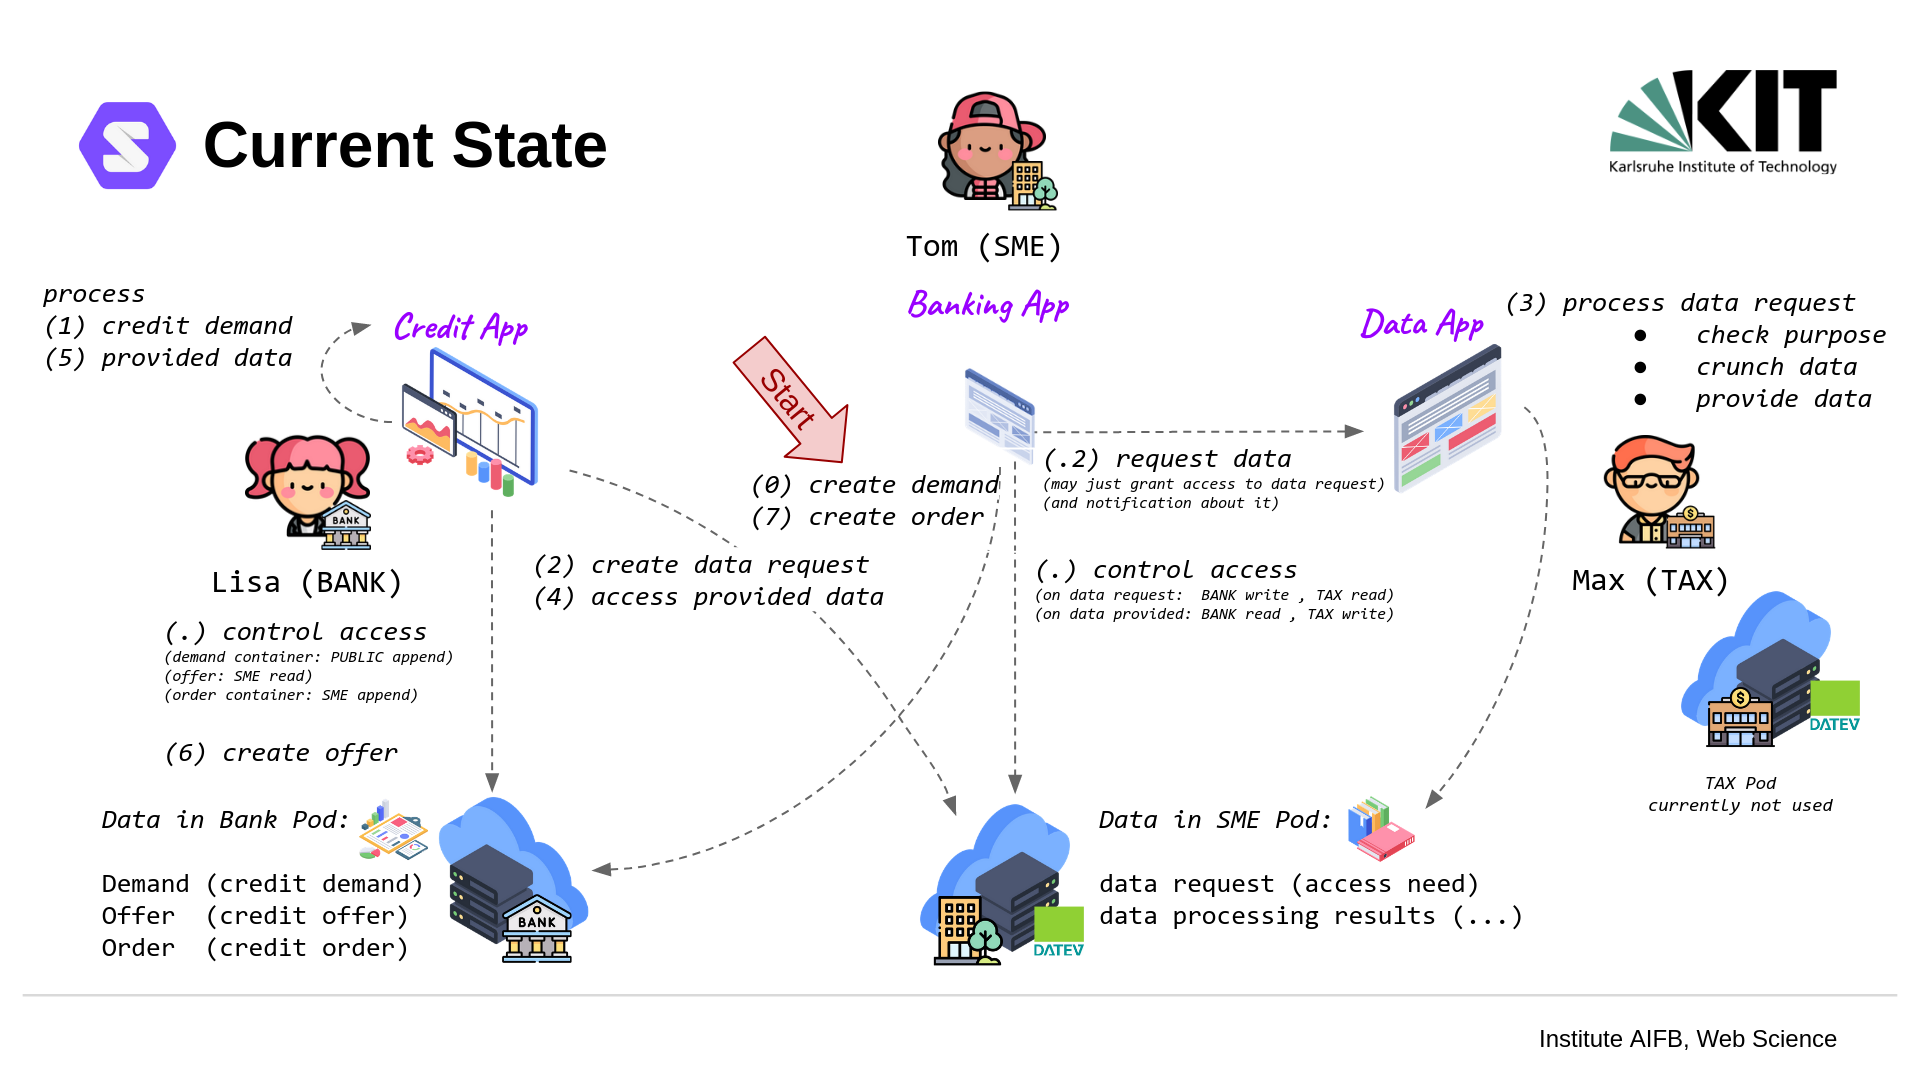 Current State
KIT
Karlsruhe Institute of Technology
Tom (SME)
Banking App
process
(1) credit demand
(5) provided data
Credit App
Start
Data App
(3) process data request
● check purpose
● crunch data
● provide data
(0) create demand
(7) create order
(.2) request data
(may just grant access to data request)
(and notification about it)
BANK
Lisa (BANK)
$
Max (TAX)
(2) create data request
(4) access provided data
(.) control access
(on data request:  BANK write , TAX read)
(on data provided: BANK read , TAX write)
(.) control access
(demand container: PUBLIC append)
(offer: SME read)
(order container: SME append)
(6) create offer
$
DATEV
TAX Pod
currently not used
Data in Bank Pod:
Demand (credit demand)
Offer  (credit offer)
Order  (credit order)
BANK
DATEV
Data in SME Pod:
data request (access need)
data processing results (...)
Institute AIFB, Web Science